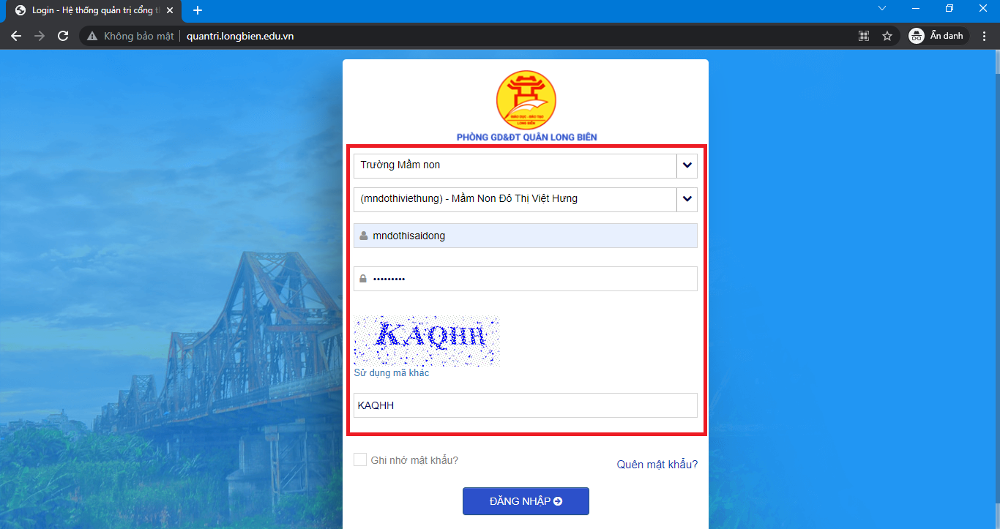 Login - Hệ thống quản trị cổng t
Không bảo mật
quantri.longbien.edu.vn
Ẩn danh
GIÁO DỤC - ĐÀO TẠO
LONG BIÊN
PHÒNG GD&ĐT QUẬN LONG BIÊN
Trường Mầm non
(mndothiviethung) - Mầm Non Đô Thị Việt Hưng
mndothisaidong
•••••••••
KAQHH
Sử dụng mã khác
KAQHH
Ghi nhớ mật khẩu?
Quên mật khẩu?
ĐĂNG NHẬP